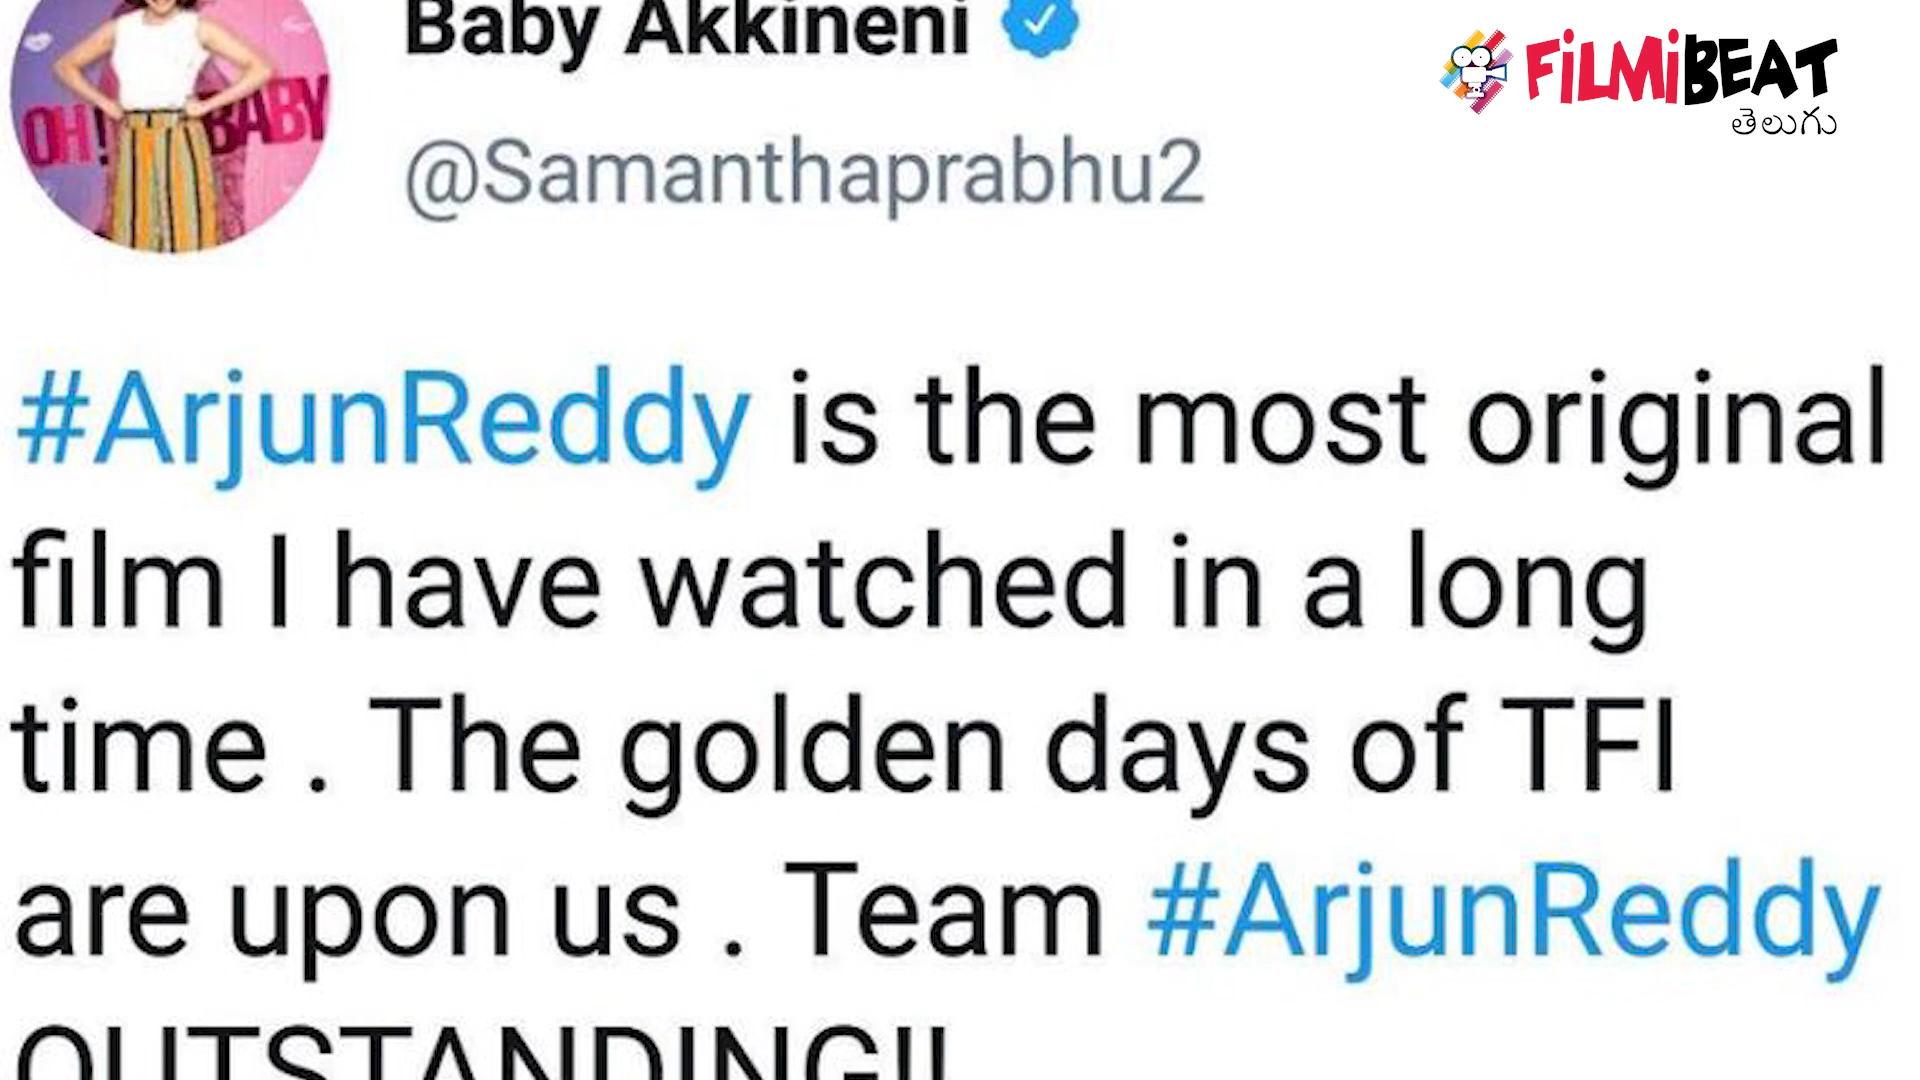 Baby Akkineni
FiLMiBEAT
తెలుగు
OH! BABY
@Samanthaprabhu2
#ArjunReddy is the most original
film I have watched in a long
time . The golden days of TFI
are upon us . Team #ArjunReddy
OUTSTANDING!!